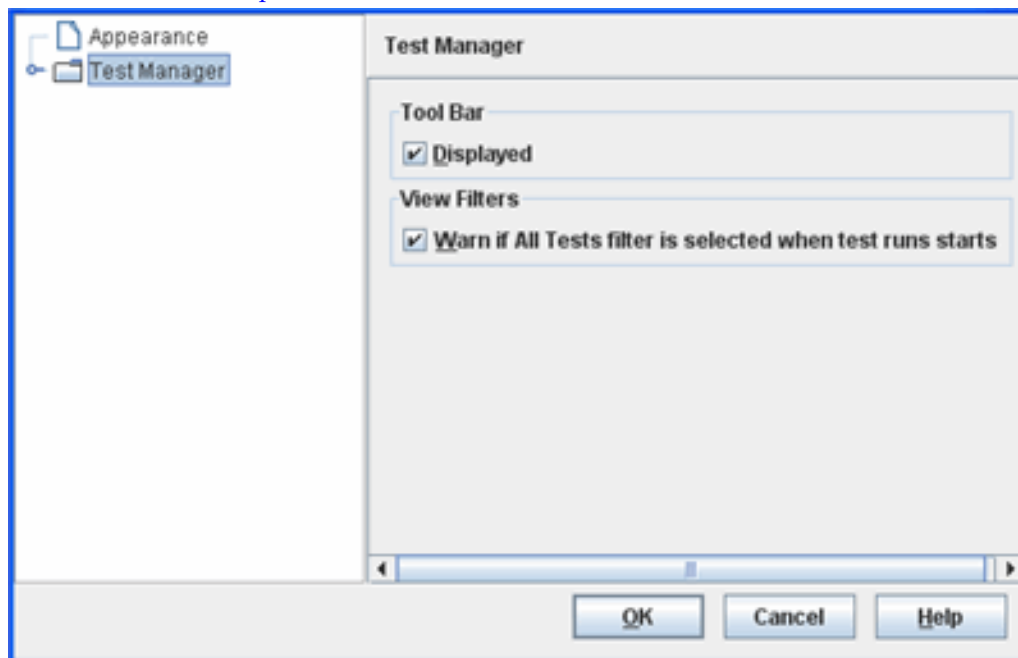 Appearance
Test Manager
Test Manager
Tool Bar
Displayed
View Filters
Warn if All Tests filter is selected when test runs starts
OK
Cancel
Help